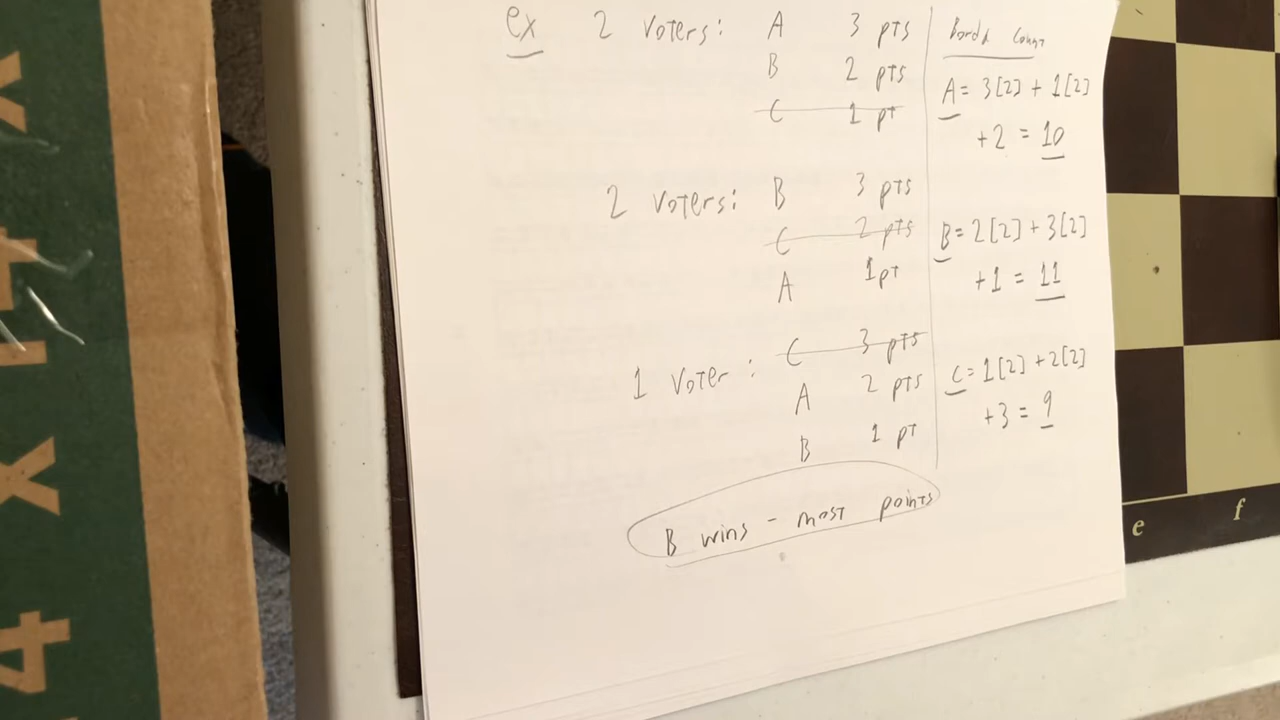 ex 2 Voters: A 3 pts
B 2 pts
C 1 pt
2 Voters: B 3 pts
C 2 pts
A 1pt
1 Voter: C 3 pts
A 2 pts
B 1 pt
B wins - most points
Borda Count
A = 3[2] + 1[2]
+2 = 10
B = 2[2] + 3[2]
+1 = 11
C = 1[2] + 2[2]
+3 = 9
e f